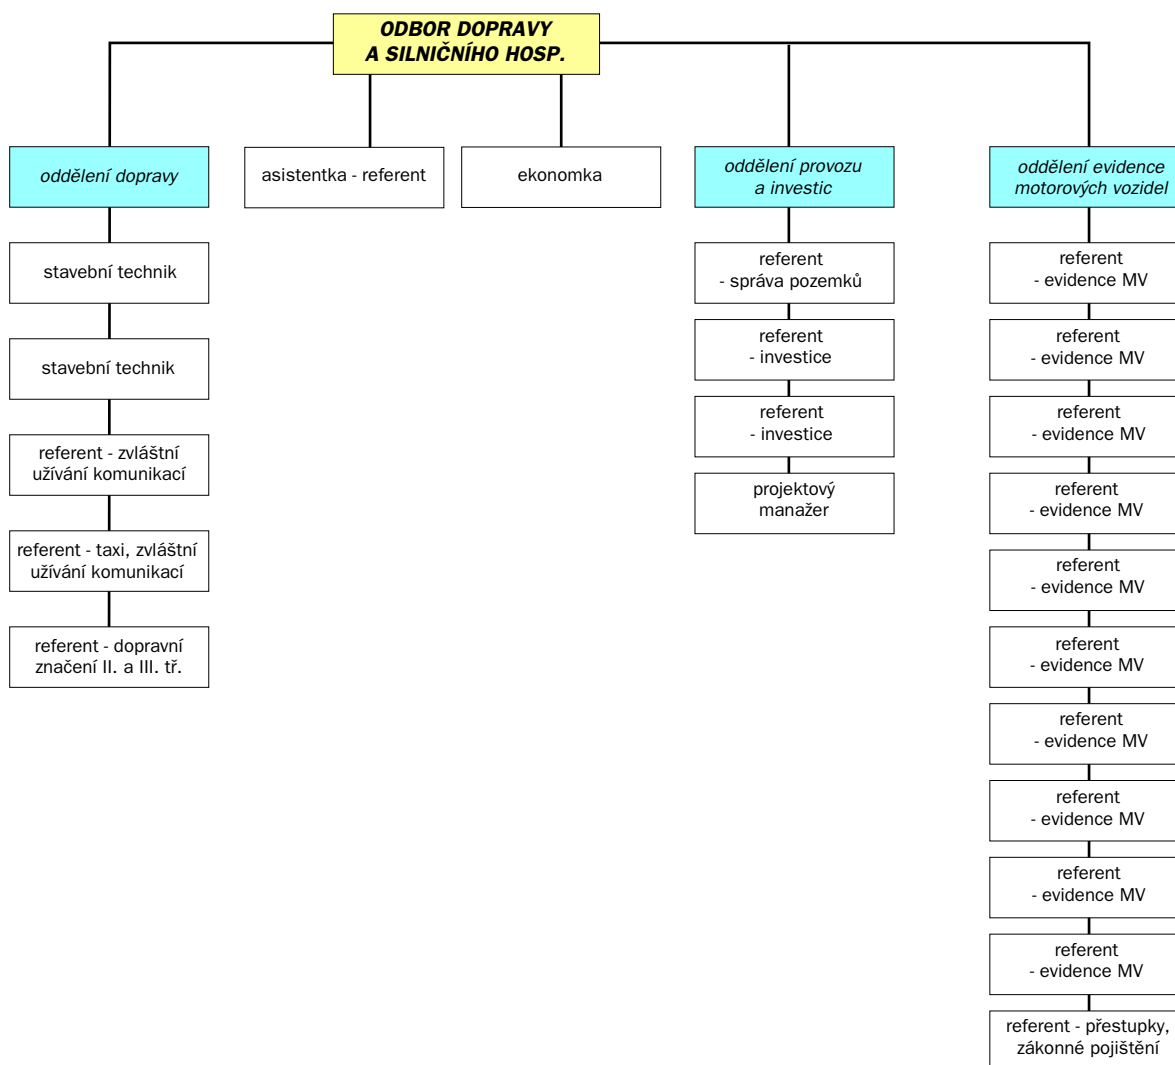 ODBOR DOPRAVY
A SILNIČNÍHO HOSP.
oddělení dopravy
asistentka - referent
ekonomka
oddělení provozu
a investic
oddělení evidence
motorových vozidel
stavební technik
stavební technik
referent - zvláštní
užívání komunikací
referent - taxi, zvláštní
užívání komunikací
referent - dopravní
značení II. a III. tř.
referent
- správa pozemků
referent
- investice
referent
- investice
projektový
manažer
referent
- evidence MV
referent
- evidence MV
referent
- evidence MV
referent
- evidence MV
referent
- evidence MV
referent
- evidence MV
referent
- evidence MV
referent
- evidence MV
referent
- evidence MV
referent
- evidence MV
referent - přestupky,
zákonné pojištění